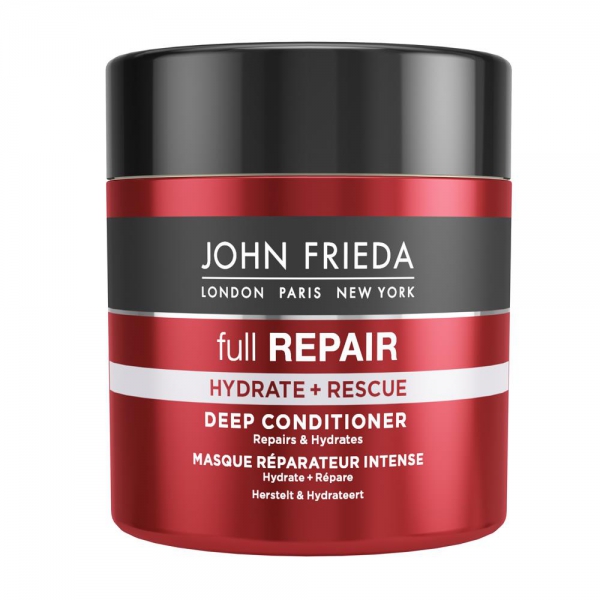 JOHN FRIEDA
LONDON PARIS NEW YORK
full REPAIR
HYDRATE + RESCUE
DEEP CONDITIONER
Repairs & Hydrates
MASQUE RÉPARATEUR INTENSE
Hydrate + Répare
Herstelt & Hydrateert